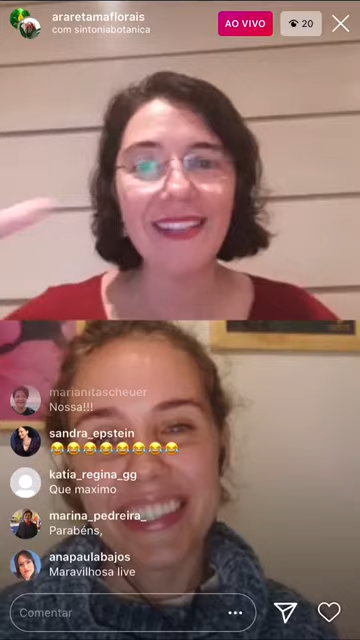 araretamaflorais
com sintoniabotanica
AO VIVO
20
marianitascheuer
Nossa!!!
sandra_epstein
😂😂😂😂😂😂😂😂
katia_regina_gg
Que maximo
marina_pedreira_
Parabéns,
anapaulabajos
Maravilhosa live
Comentar